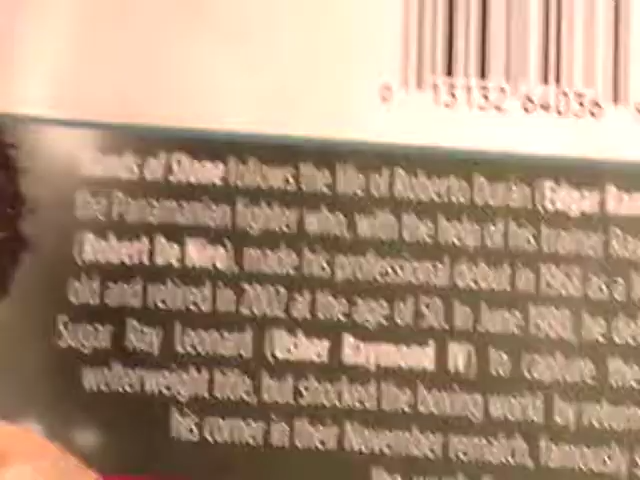 0 13132 64036
of Stone follows the life of Roberto Durán (Edgar
the Panamanian fighter who, with the help of his trainer
(Robert De Niro), made his professional debut in 1968 as a
old and retired in 2002 at the age of 50. In June 1980, he
Sugar Ray Leonard (Usher Raymond IV) to capture the
welterweight title, but shocked the boxing world by
his corner in their November rematch, famously